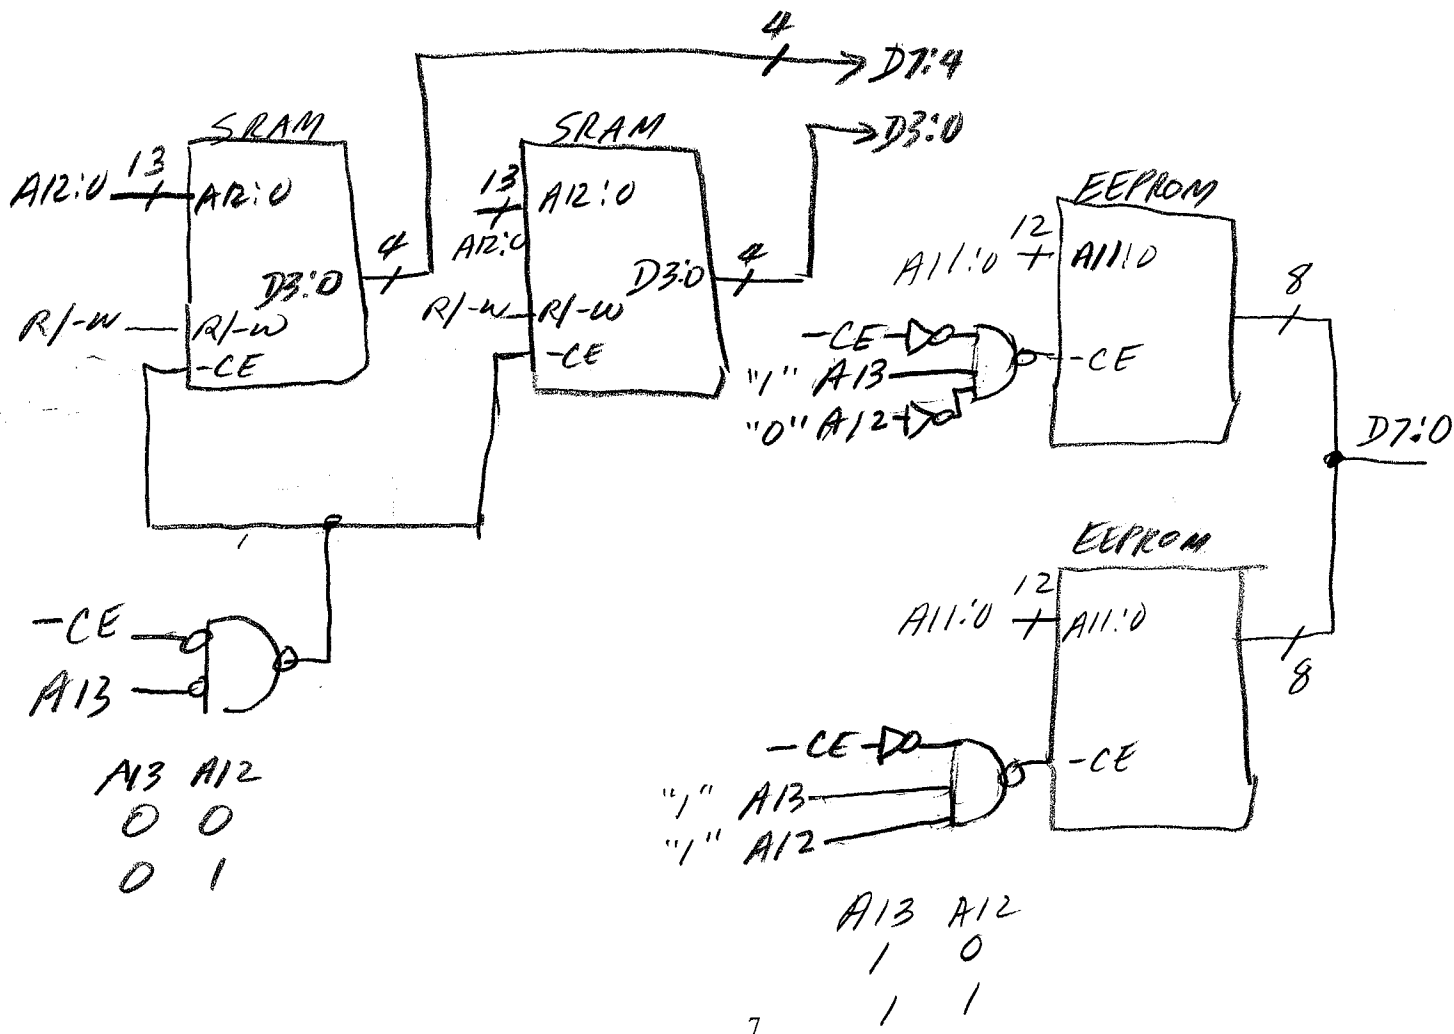 4
D7:4
D3:0
SRAM
A12:0 13 A12:0
D3:0 4
R/-W R/-W
-CE
SRAM
13 A12:0
A12:0
D3:0 4
R/-W R/-W
-CE
-CE
A13
A13 A12
0 0
0 1
EEPROM
A11:0 12 A11:0
8
-CE -CE
"1" A13
"0" A12
D7:0
EEPROM
A11:0 12 A11:0
8
-CE -CE
"1" A13
"1" A12
A13 A12
1 0
1 1
7